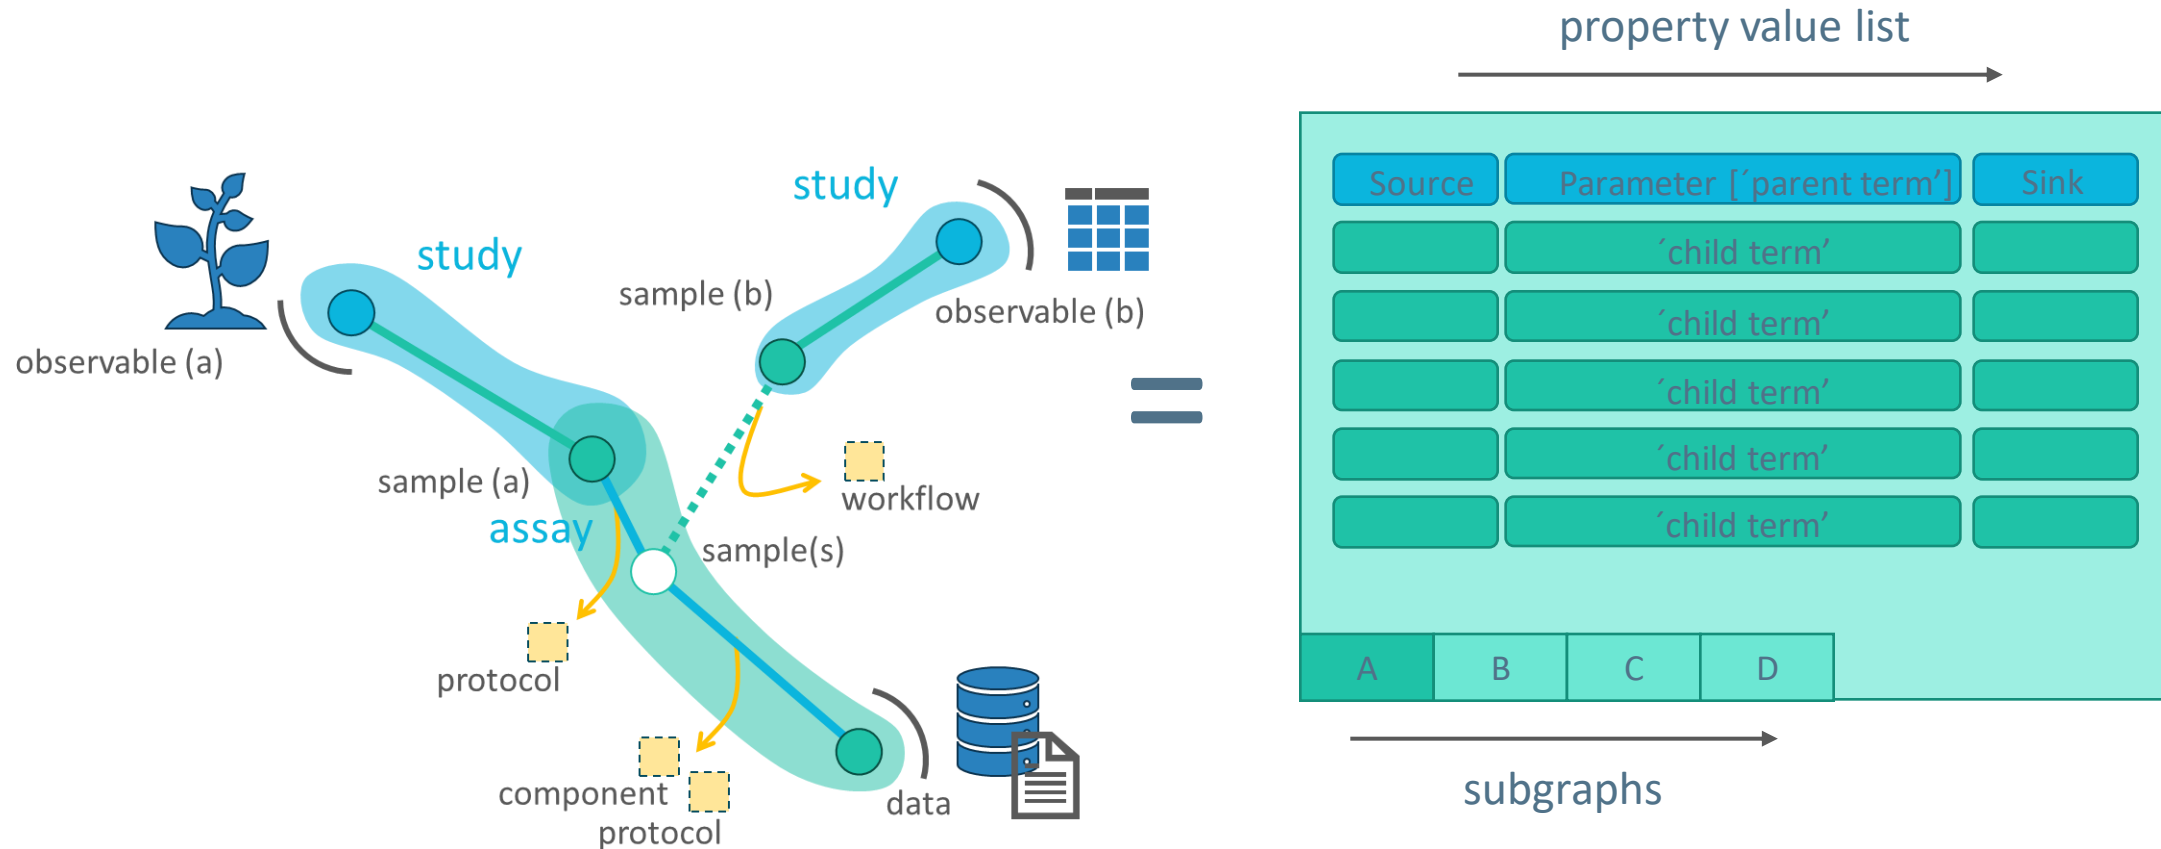 property value list
study
study
sample (b)
observable (b)
observable (a)
sample (a)
assay
workflow
sample(s)
protocol
component
protocol
data
Source
Parameter [´parent term’]
Sink
´child term’
´child term’
´child term’
´child term’
´child term’
A
B
C
D
subgraphs